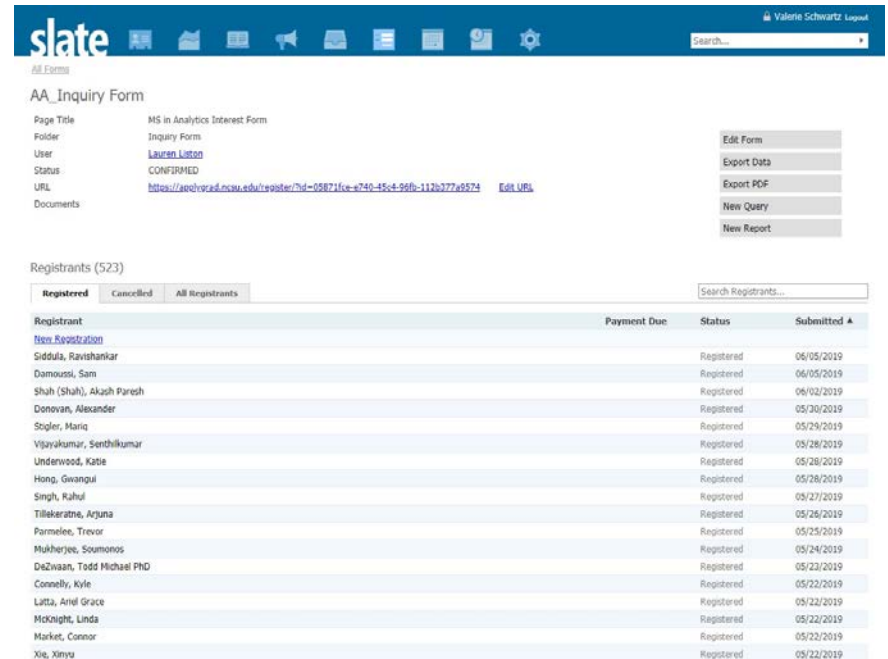 Valerie Schwartz Logout
slate
Search...
All Forms
AA_Inquiry Form
Page Title MS in Analytics Interest Form
Folder Inquiry Form
User Lauren Liston
Status CONFIRMED
URL https://applygrad.ncsu.edu/register/?id=05871fce-e740-45c4-96fb-112b377a9574 Edit URL
Documents
Edit Form
Export Data
Export PDF
New Query
New Report
Registrants (523)
Registered Cancelled All Registrants Search Registrants...
Registrant Payment Due Status Submitted ▲
New Registration
Siddula, Ravishankar Registered 06/05/2019
Damoussi, Sam Registered 06/05/2019
Shah (Shah), Akash Paresh Registered 06/02/2019
Donovan, Alexander Registered 05/30/2019
Stigler, Mariq Registered 05/29/2019
Vijayakumar, Senthilkumar Registered 05/28/2019
Underwood, Katie Registered 05/28/2019
Hong, Gwangui Registered 05/28/2019
Singh, Rahul Registered 05/27/2019
Tillekeratne, Arjuna Registered 05/26/2019
Parmelee, Trevor Registered 05/25/2019
Mukherjee, Soumonos Registered 05/24/2019
DeZwaan, Todd Michael PhD Registered 05/23/2019
Connelly, Kyle Registered 05/22/2019
Latta, Ariel Grace Registered 05/22/2019
McKnight, Linda Registered 05/22/2019
Market, Connor Registered 05/22/2019
Xie, Xinyu Registered 05/22/2019